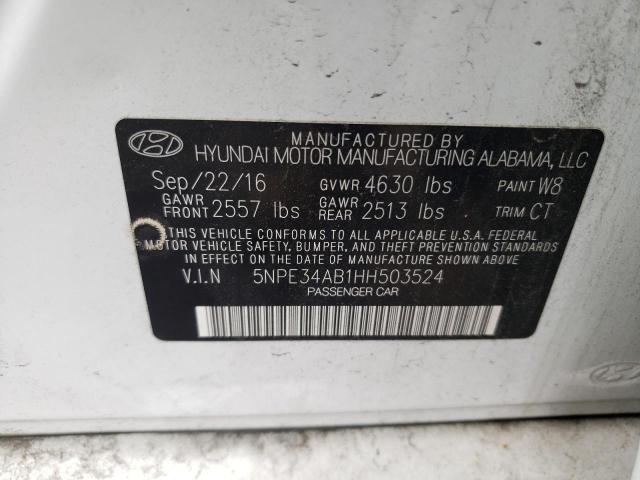 MANUFACTURED BY
HYUNDAI MOTOR MANUFACTURING ALABAMA, LLC
Sep/22/16 GVWR 4630 lbs PAINT W8
GAWR FRONT 2557 lbs GAWR REAR 2513 lbs TRIM CT
THIS VEHICLE CONFORMS TO ALL APPLICABLE U.S.A. FEDERAL
MOTOR VEHICLE SAFETY, BUMPER, AND THEFT PREVENTION STANDARDS
IN EFFECT ON THE DATE OF MANUFACTURE SHOWN ABOVE
V.I.N 5NPE34AB1HH503524
PASSENGER CAR